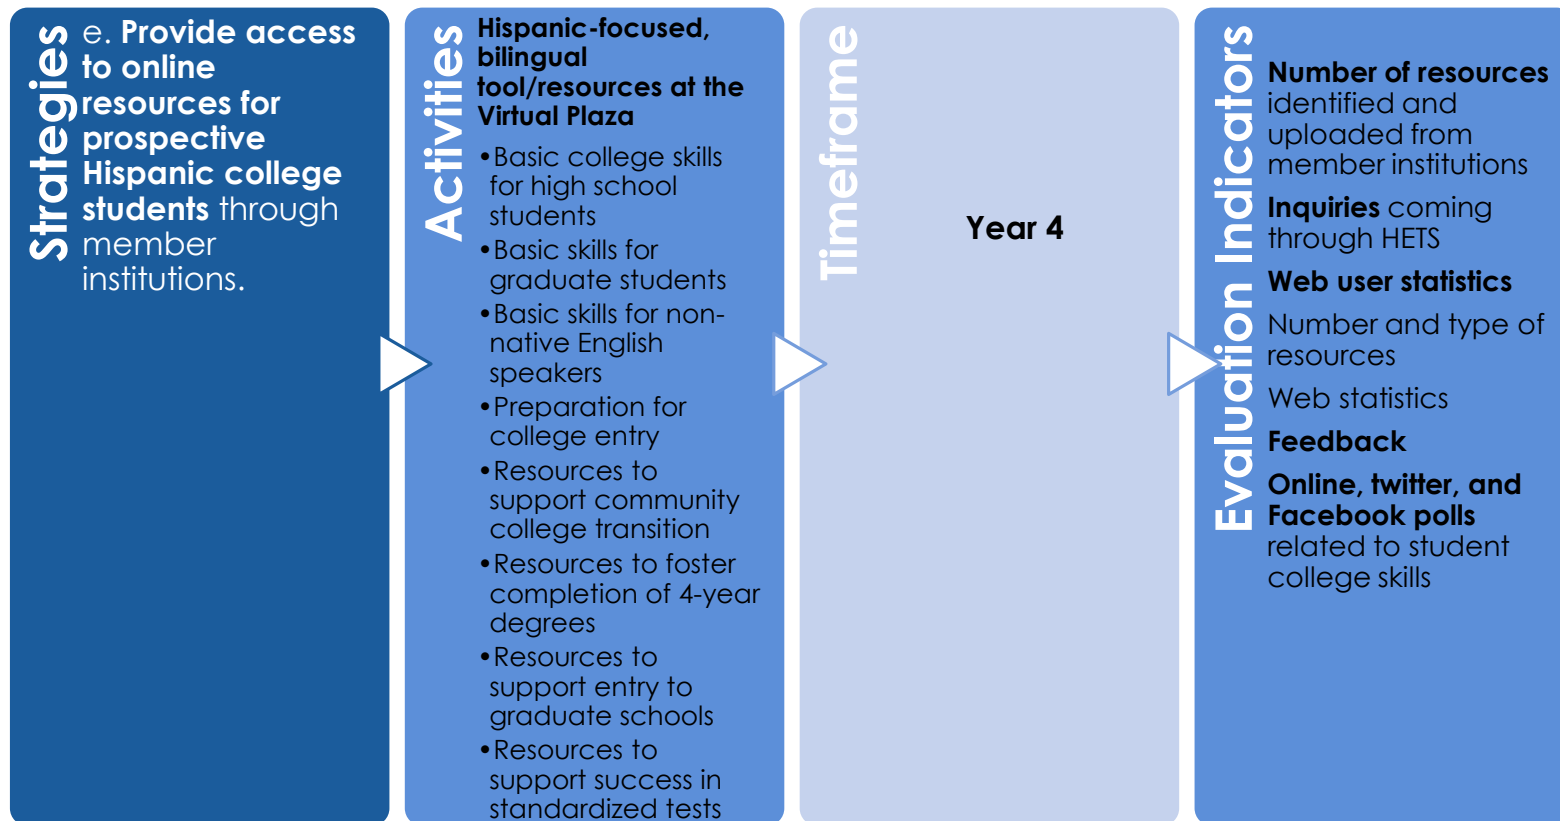 Strategies
e. Provide access
to online
resources for
prospective
Hispanic college
students through
member
institutions.
Activities
Hispanic-focused,
bilingual
tool/resources at the
Virtual Plaza
•Basic college skills
for high school
students
•Basic skills for
graduate students
•Basic skills for non-
native English
speakers
•Preparation for
college entry
•Resources to
support community
college transition
•Resources to foster
completion of 4-year
degrees
•Resources to
support entry to
graduate schools
•Resources to
support success in
standardized tests
Timeframe
Year 4
Evaluation Indicators
Number of resources
identified and
uploaded from
member institutions
Inquiries coming
through HETS
Web user statistics
Number and type of
resources
Web statistics
Feedback
Online, twitter, and
Facebook polls
related to student
college skills